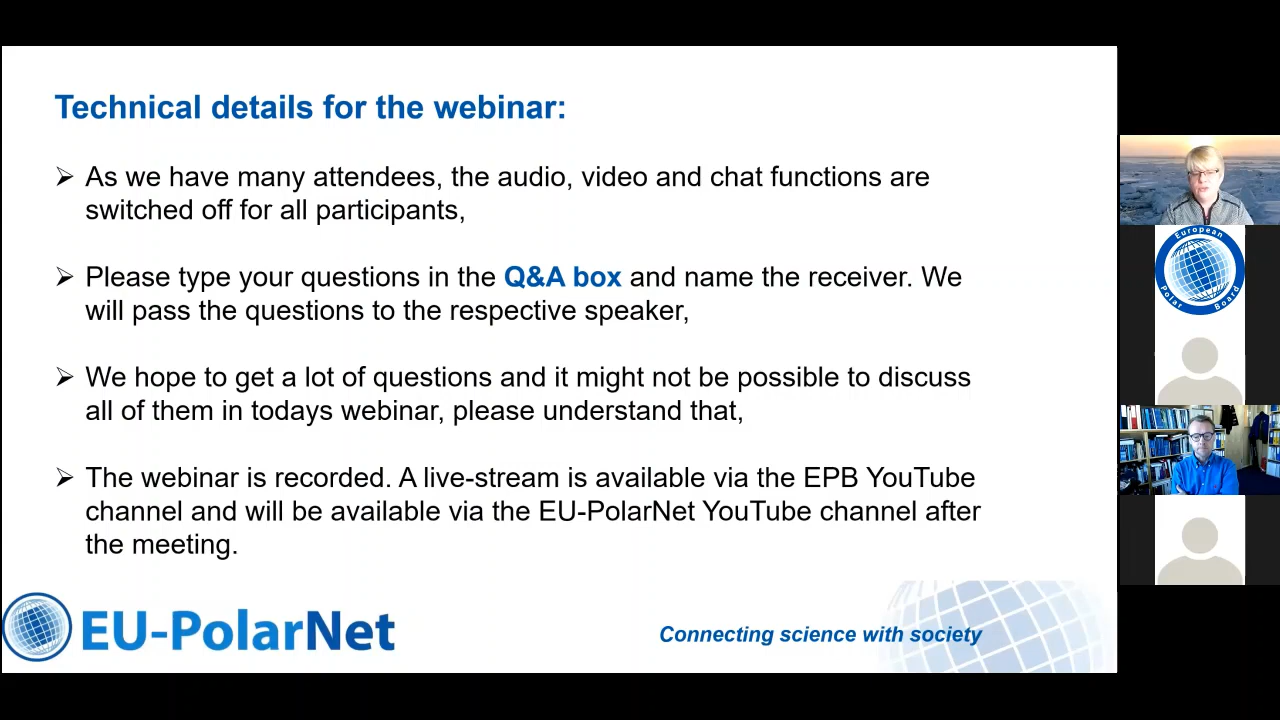 Technical details for the webinar:
As we have many attendees, the audio, video and chat functions are
switched off for all participants,
Please type your questions in the Q&A box and name the receiver. We
will pass the questions to the respective speaker,
We hope to get a lot of questions and it might not be possible to discuss
all of them in todays webinar, please understand that,
The webinar is recorded. A live-stream is available via the EPB YouTube
channel and will be available via the EU-PolarNet YouTube channel after
the meeting.
EU-PolarNet
Connecting science with society
European
Polar Board